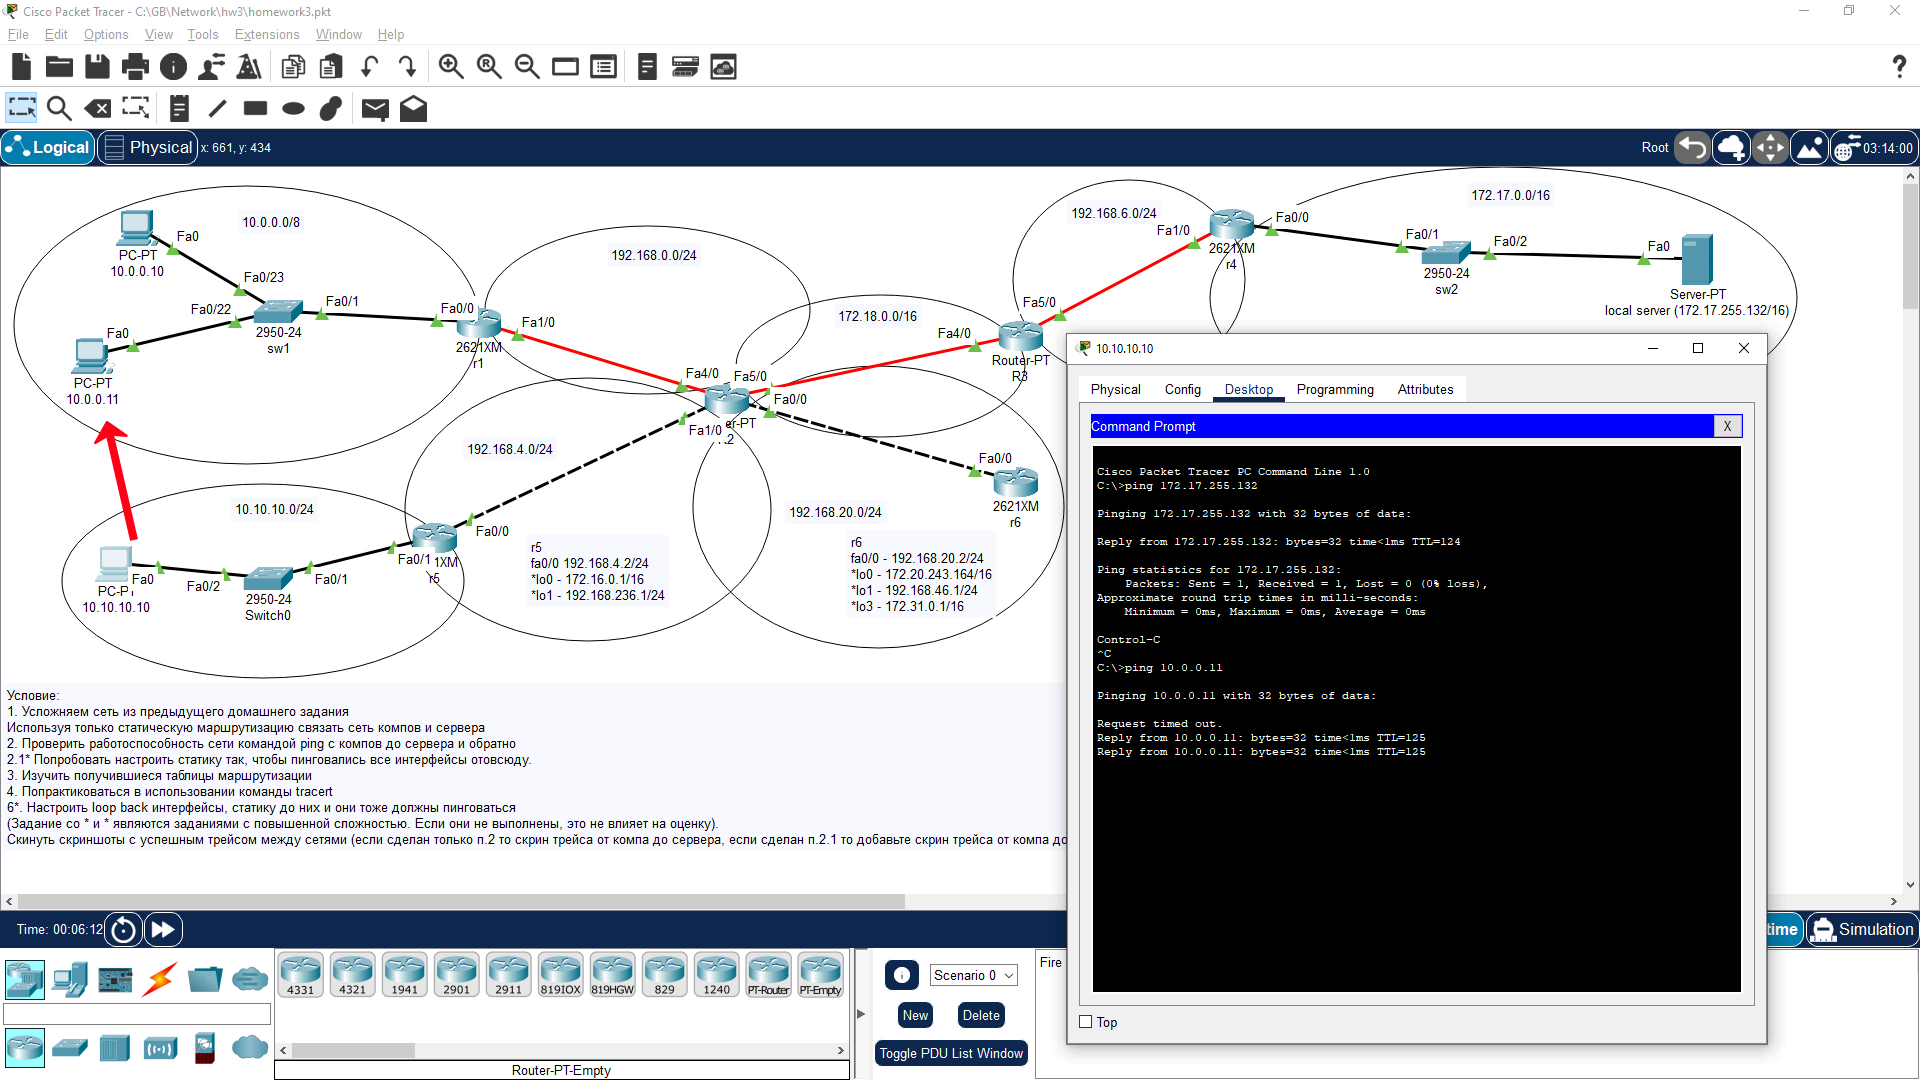 Cisco Packet Tracer - C:\GB\Network\hw3\homework3.pkt
File Edit Options View Tools Extensions Window Help
Logical
Physical
x: 661, y: 434
Root
03:14:00
10.0.0.0/8
Fa0
PC-PT
10.0.0.10
Fa0/23
Fa0/22
Fa0/1
Fa0/0
2950-24
sw1
Fa0
PC-PT
10.0.0.11
2621XM
r1
Fa1/0
192.168.0.0/24
172.18.0.0/16
Fa4/0
Fa5/0
Fa0/0
Fa1/0
192.168.6.0/24
Fa1/0
Fa0/0
2621XM
r4
Fa5/0
Fa4/0
Router-PT
R3
172.17.0.0/16
Fa0/1
Fa0/2
2950-24
sw2
Fa0
Server-PT
local server (172.17.255.132/16)
192.168.4.0/24
10.10.10.0/24
Fa0/0
Fa0/1
r5
Fa0
10.10.10.10
Fa0/2
Fa0/1
2950-24
Switch0
r5
fa0/0 192.168.4.2/24
*lo0 - 172.16.0.1/16
*lo1 - 192.168.236.1/24
192.168.20.0/24
Fa0/0
2621XM
r6
r6
fa0/0 - 192.168.20.2/24
*lo0 - 172.20.243.164/16
*lo1 - 192.168.46.1/24
*lo3 - 172.31.0.1/16
Условие:
1. Усложняем сеть из предыдущего домашнего задания
Используя только статическую маршрутизацию связать сеть компов и сервера
2. Проверить работоспособность сети командой ping с компов до сервера и обратно
2.1* Попробовать настроить статику так, чтобы пинговались все интерфейсы отовсюду.
3. Изучить получившиеся таблицы маршрутизации
4. Попрактиковаться в использовании команды tracert
6*. Настроить loop back интерфейсы, статику до них и они тоже должны пинговаться
(Задание со * и * являются заданиями с повышенной сложностью. Если они не выполнены, это не влияет на оценку).
Скинуть скриншоты с успешным трейсом между сетями (если сделан только п.2 то скрин трейса от компа до сервера, если сделан п.2.1 то добавьте скрин трейса от компа до
10.10.10.10
Physical Config Desktop Programming Attributes
Command Prompt
X
Cisco Packet Tracer PC Command Line 1.0
C:\>ping 172.17.255.132
Pinging 172.17.255.132 with 32 bytes of data:
Reply from 172.17.255.132: bytes=32 time<1ms TTL=124
Ping statistics for 172.17.255.132:
Packets: Sent = 1, Received = 1, Lost = 0 (0% loss),
Approximate round trip times in milli-seconds:
Minimum = 0ms, Maximum = 0ms, Average = 0ms
Control-C
^C
C:\>ping 10.0.0.11
Pinging 10.0.0.11 with 32 bytes of data:
Request timed out.
Reply from 10.0.0.11: bytes=32 time<1ms TTL=125
Reply from 10.0.0.11: bytes=32 time<1ms TTL=125
Top
Time: 00:06:12
time
Simulation
4331 4321 1941 2901 2911 819IOX 819HGW 829 1240 PT-Router PT-Empty
Router-PT-Empty
Scenario 0
New
Delete
Toggle PDU List Window
Fire